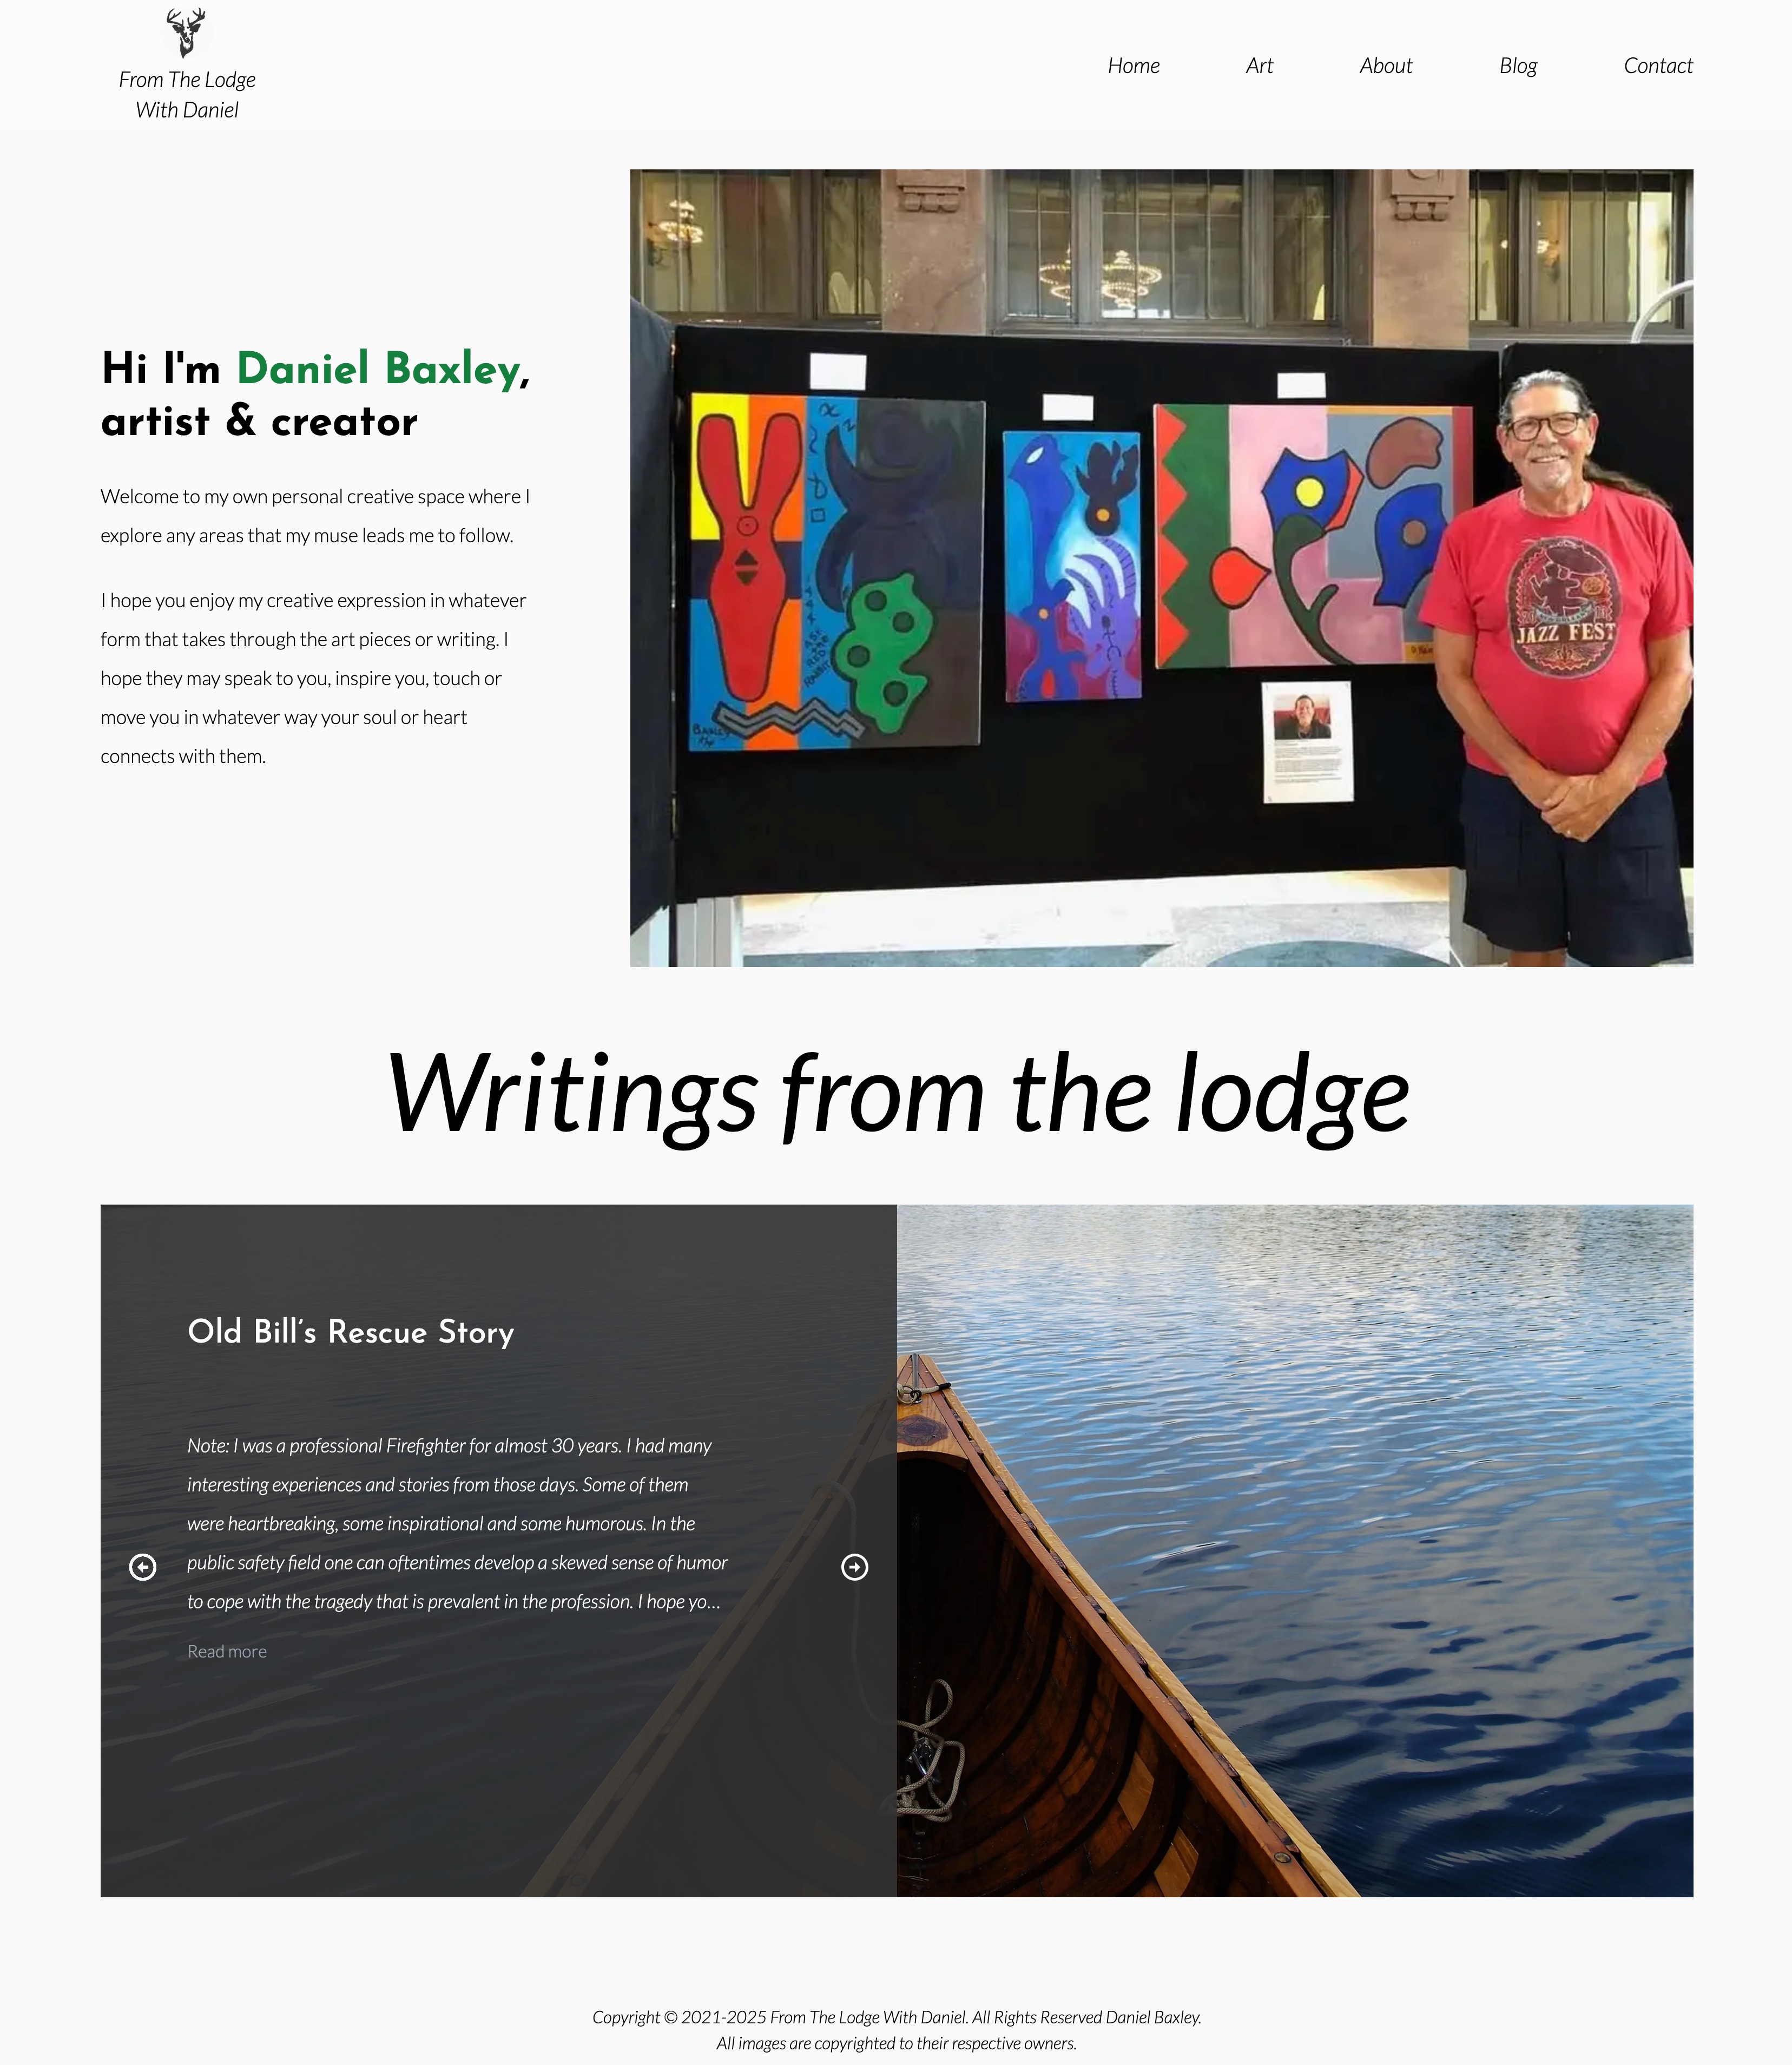 From The Lodge
With Daniel
Home
Art
About
Blog
Contact
Hi I'm Daniel Baxley,
artist & creator
Welcome to my own personal creative space where I
explore any areas that my muse leads me to follow.
I hope you enjoy my creative expression in whatever
form that takes through the art pieces or writing. I
hope they may speak to you, inspire you, touch or
move you in whatever way your soul or heart
connects with them.
JAZZ FEST
Writings from the lodge
Old Bill’s Rescue Story
Note: I was a professional Firefighter for almost 30 years. I had many
interesting experiences and stories from those days. Some of them
were heartbreaking, some inspirational and some humorous. In the
public safety field one can oftentimes develop a skewed sense of humor
to cope with the tragedy that is prevalent in the profession. I hope yo...
Read more
Copyright © 2021-2025 From The Lodge With Daniel. All Rights Reserved Daniel Baxley.
All images are copyrighted to their respective owners.